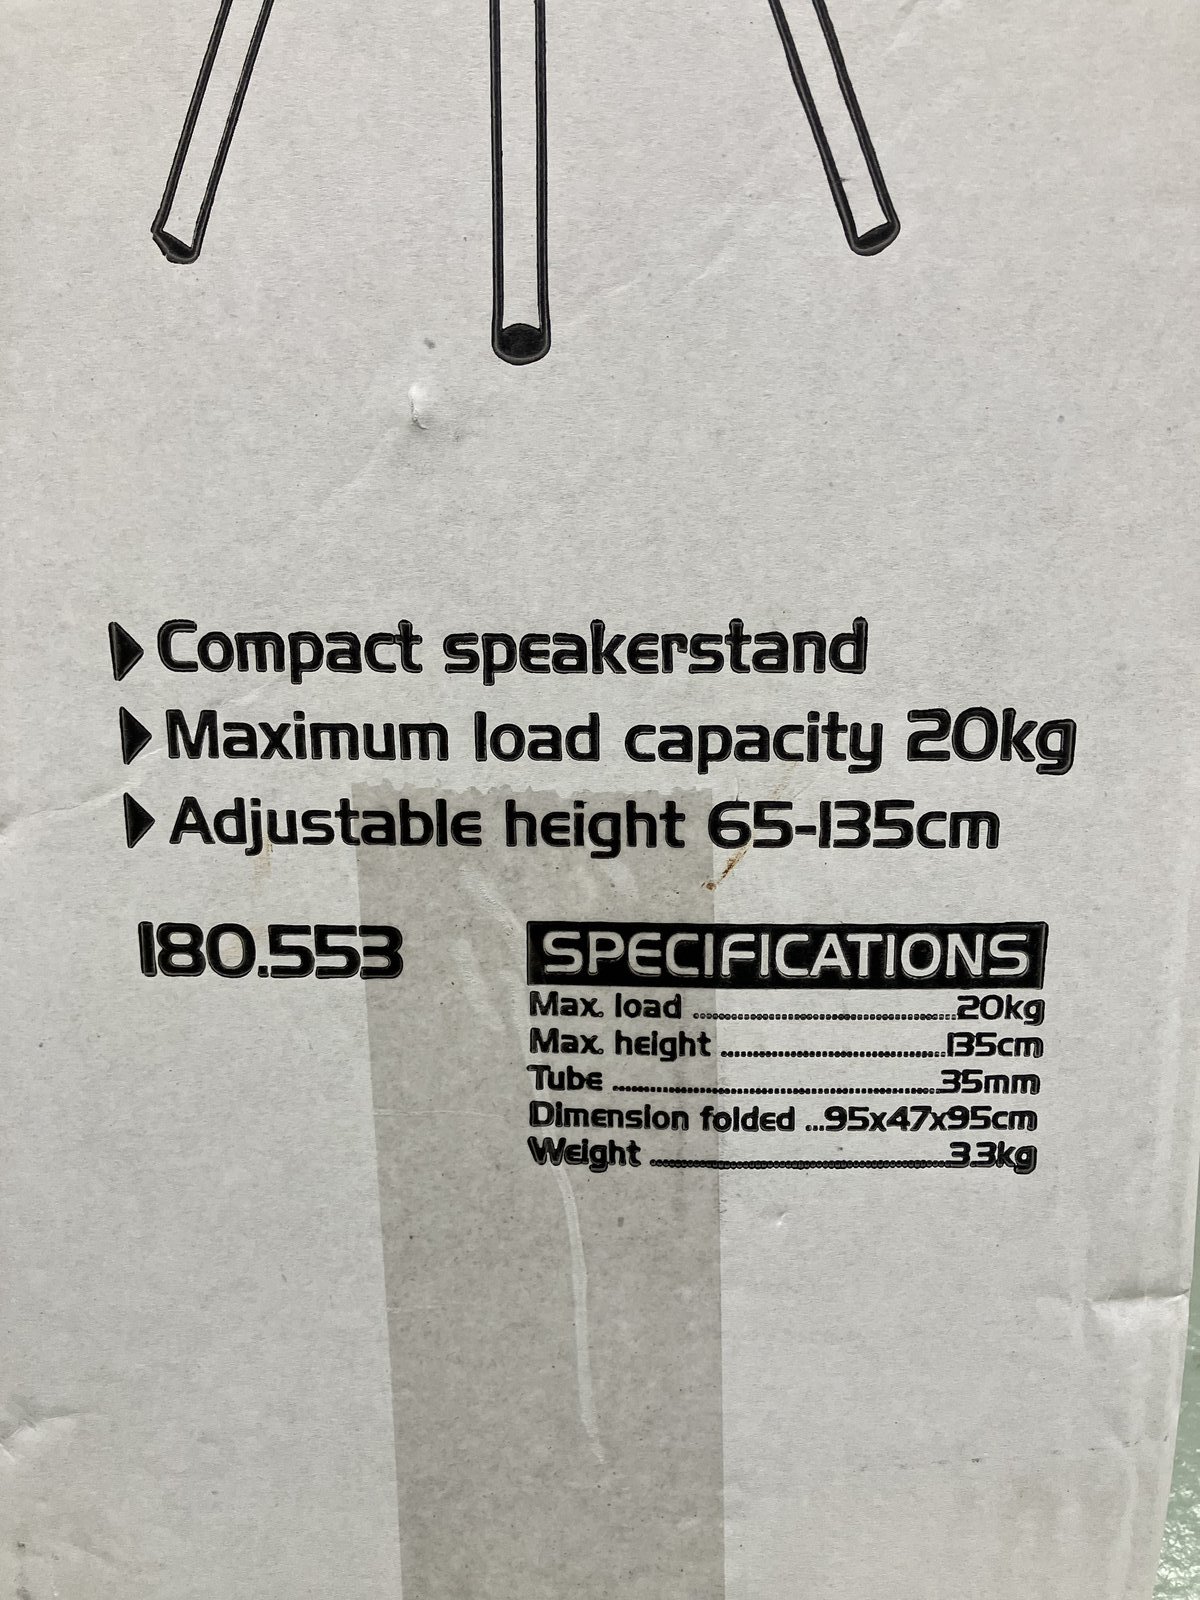 Compact speakerstand
Maximum load capacity 20kg
Adjustable height 65-135cm
180.553
SPECIFICATIONS
Max. load ........................................ 20kg
Max. height ................................... 135cm
Tube ................................................ 35mm
Dimension folded ...95x47x95cm
Weight ............................................ 3.3kg